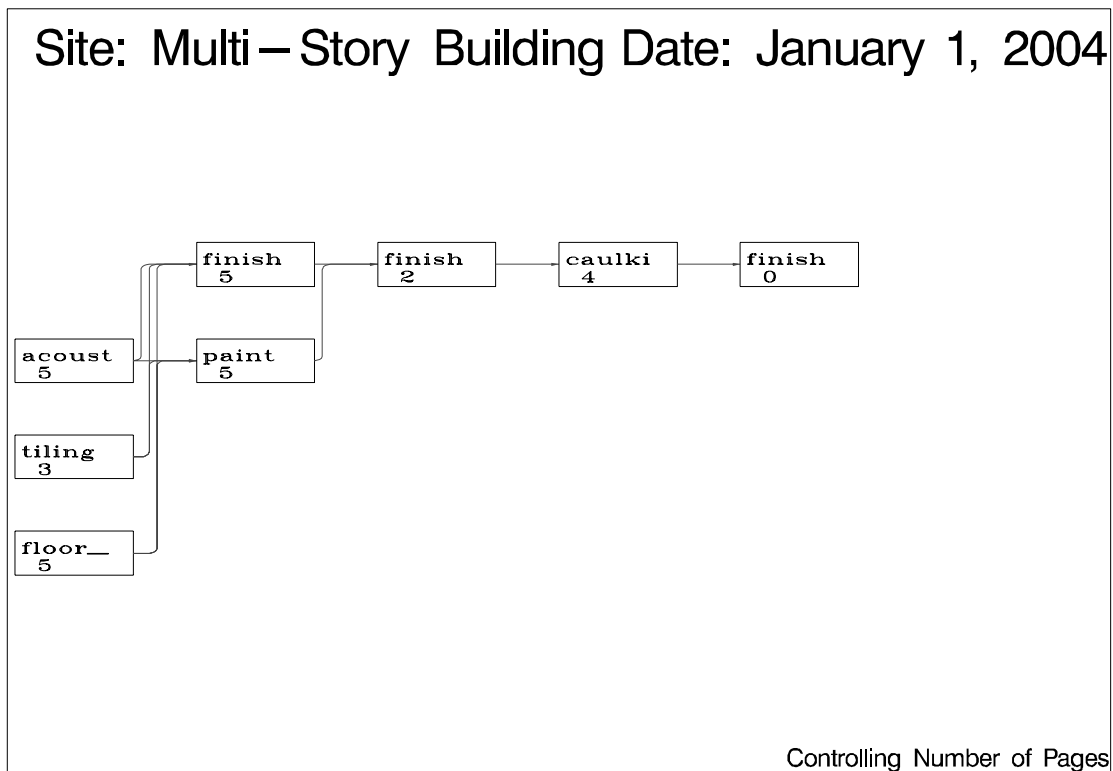 Site: Multi–Story Building Date: January 1, 2004
finish
5
finish
2
caulki
4
finish
0
acoust
5
paint
5
tiling
3
floor_
5
Controlling Number of Pages